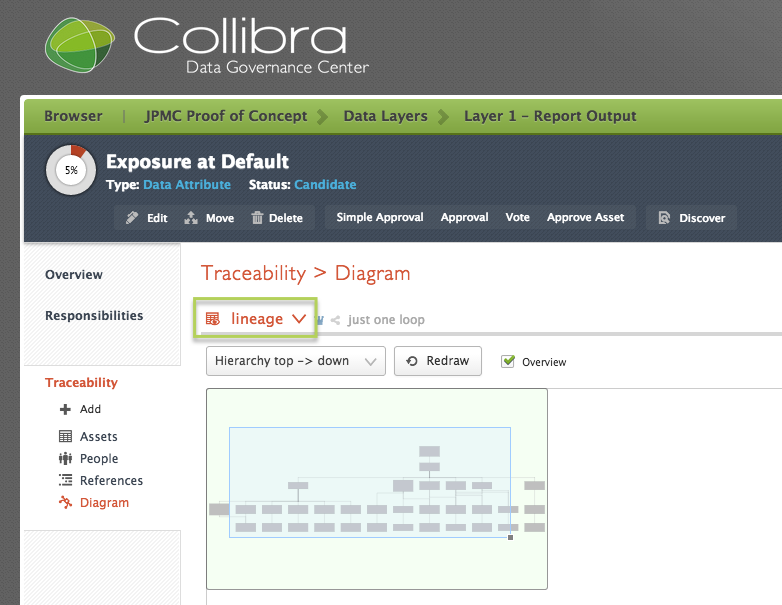 Collibra
Data Governance Center
Browser | JPMC Proof of Concept Data Layers Layer 1 - Report Output
5%
Exposure at Default
Type: Data Attribute Status: Candidate
Edit Move Delete Simple Approval Approval Vote Approve Asset Discover
Overview
Responsibilities
Traceability
Add
Assets
People
References
Diagram
Traceability > Diagram
lineage just one loop
Hierarchy top -> down Redraw Overview